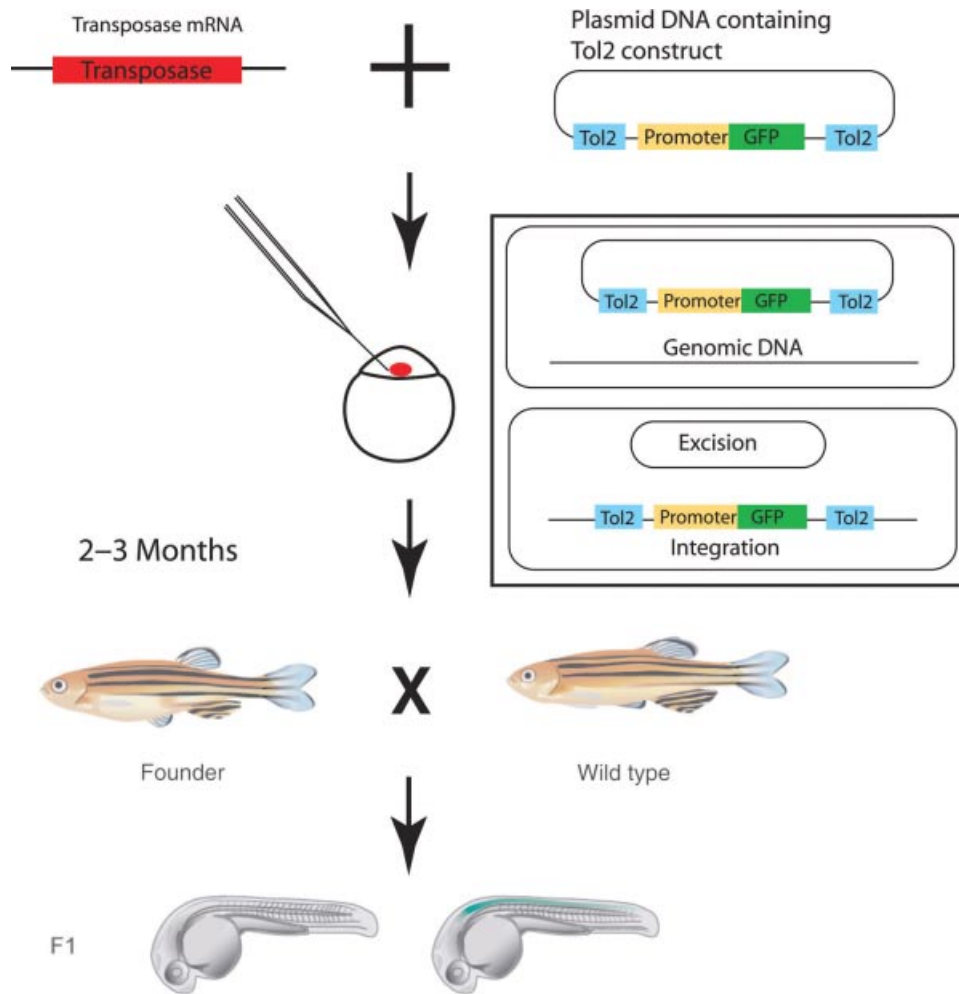 Transposase mRNA
Transposase
Plasmid DNA containing
Tol2 construct
Tol2 Promoter GFP Tol2
Tol2 Promoter GFP Tol2
Genomic DNA
Excision
Tol2 Promoter GFP Tol2
Integration
2–3 Months
X
Founder
Wild type
F1